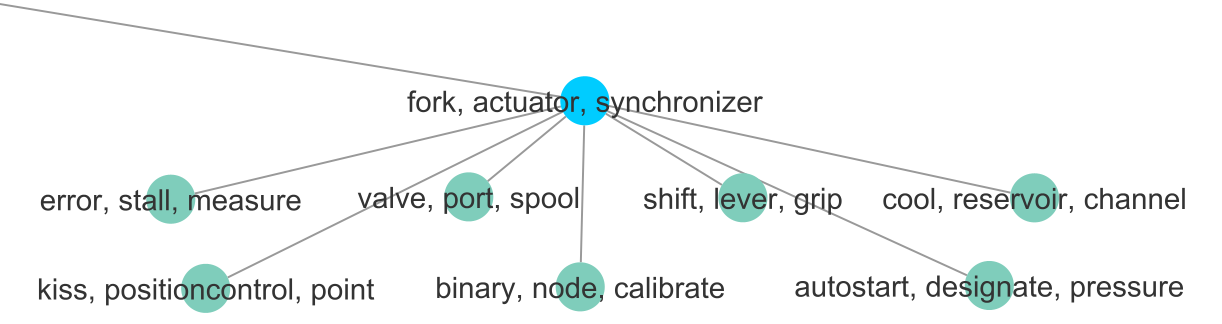 fork, actuator, synchronizer
error, stall, measure
valve, port, spool
shift, lever, grip
cool, reservoir, channel
kiss, positioncontrol, point
binary, node, calibrate
autostart, designate, pressure